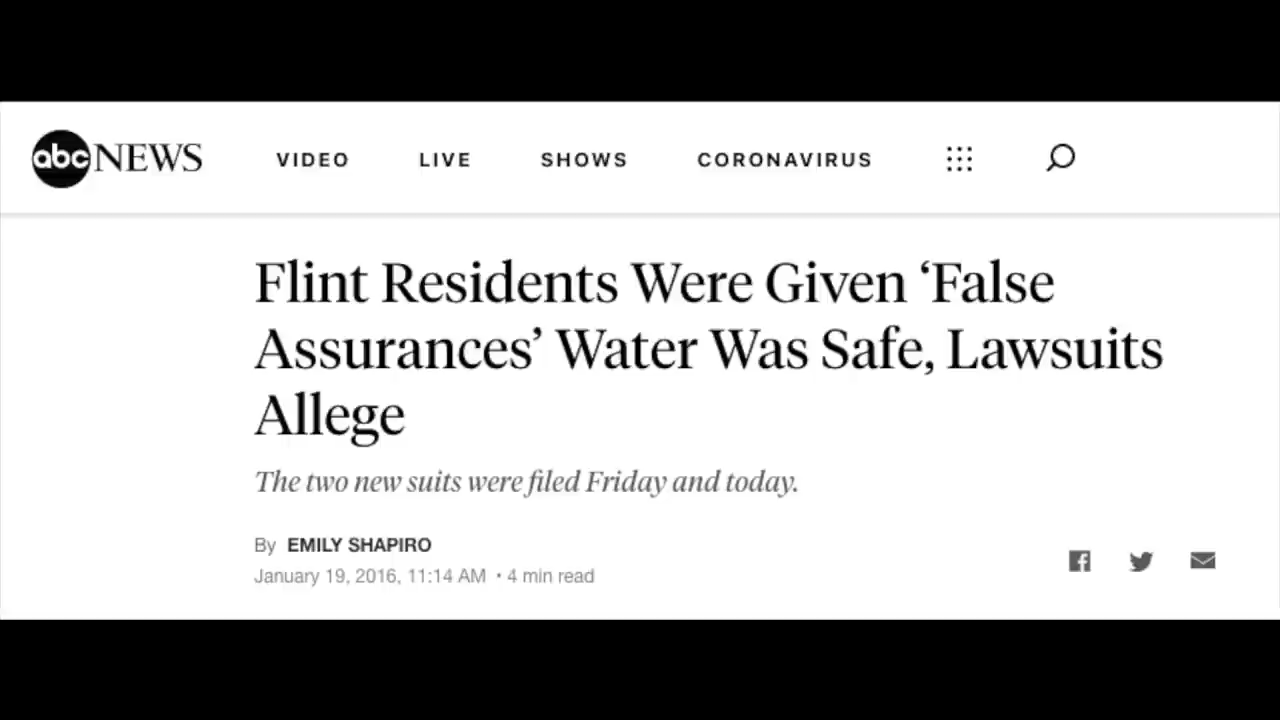 abc NEWS VIDEO LIVE SHOWS CORONAVIRUS
Flint Residents Were Given ‘False
Assurances’ Water Was Safe, Lawsuits
Allege
The two new suits were filed Friday and today.
By EMILY SHAPIRO
January 19, 2016, 11:14 AM • 4 min read